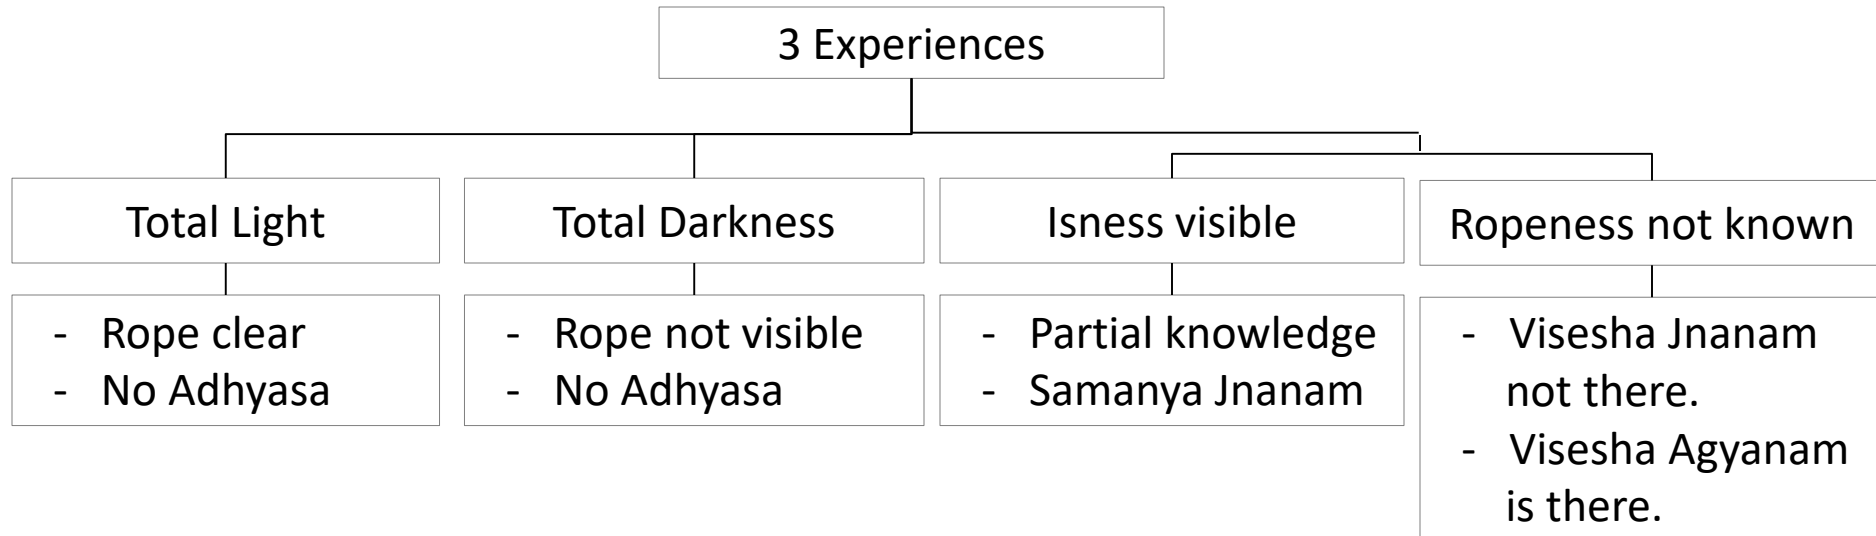 3 Experiences
Total Light
Total Darkness
Isness visible
Ropeness not known
- Rope clear
- No Adhyasa
- Rope not visible
- No Adhyasa
- Partial knowledge
- Samanya Jnanam
- Visesha Jnanam
not there.
- Visesha Agyanam
is there.